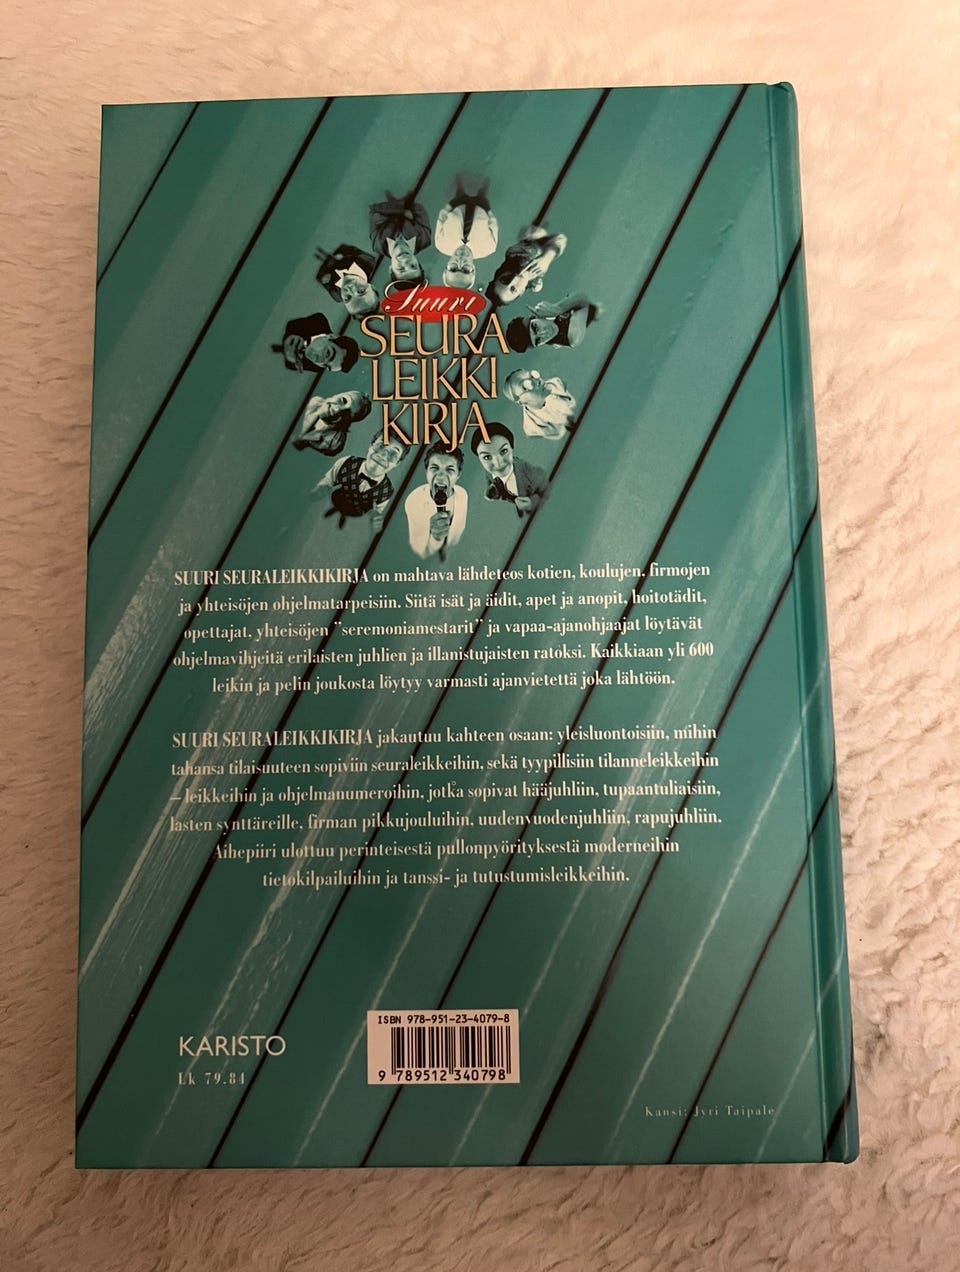 Suuri
SEURA
LEIKKI
KIRJA
SUURI SEURALEIKKIKIRJA on mahtava lähdeteos kotien, koulujen, firmojen
ja yhteisöjen ohjelmatarpeisiin. Siitä isät ja äidit, apet ja anopit, hoitotädit,
opettajat, yhteisöjen "seremoniamestarit" ja vapaa-ajanohjaajat löytävät
ohjelmavihjeitä erilaisten juhlien ja illanistujaisten ratoksi. Kaikkiaan yli 600
leikin ja pelin joukosta löytyy varmasti ajanvietettä joka lähtöön.
SUURI SEURALEIKKIKIRJA jakautuu kahteen osaan: yleisluontoisiin, mihin
tahansa tilaisuuteen sopiviin seuraleikkeihin, sekä tyypillisiin tilanneleikkeihin
– leikkeihin ja ohjelmanumeroihin, jotka sopivat hääjuhliin, tupaantuliaisiin,
lasten synttäreille, firman pikkujouluihin, uudenvuodenjuhliin, rapujuhliin.
Aihepiiri ulottuu perinteisestä pullonpyörityksestä moderneihin
tietokilpailuihin ja tanssi- ja tutustumisleikkeihin.
ISBN 978-951-23-4079-8
9 789512 340798
KARISTO
Lk 79.84
Kansi: Jyri Taipale